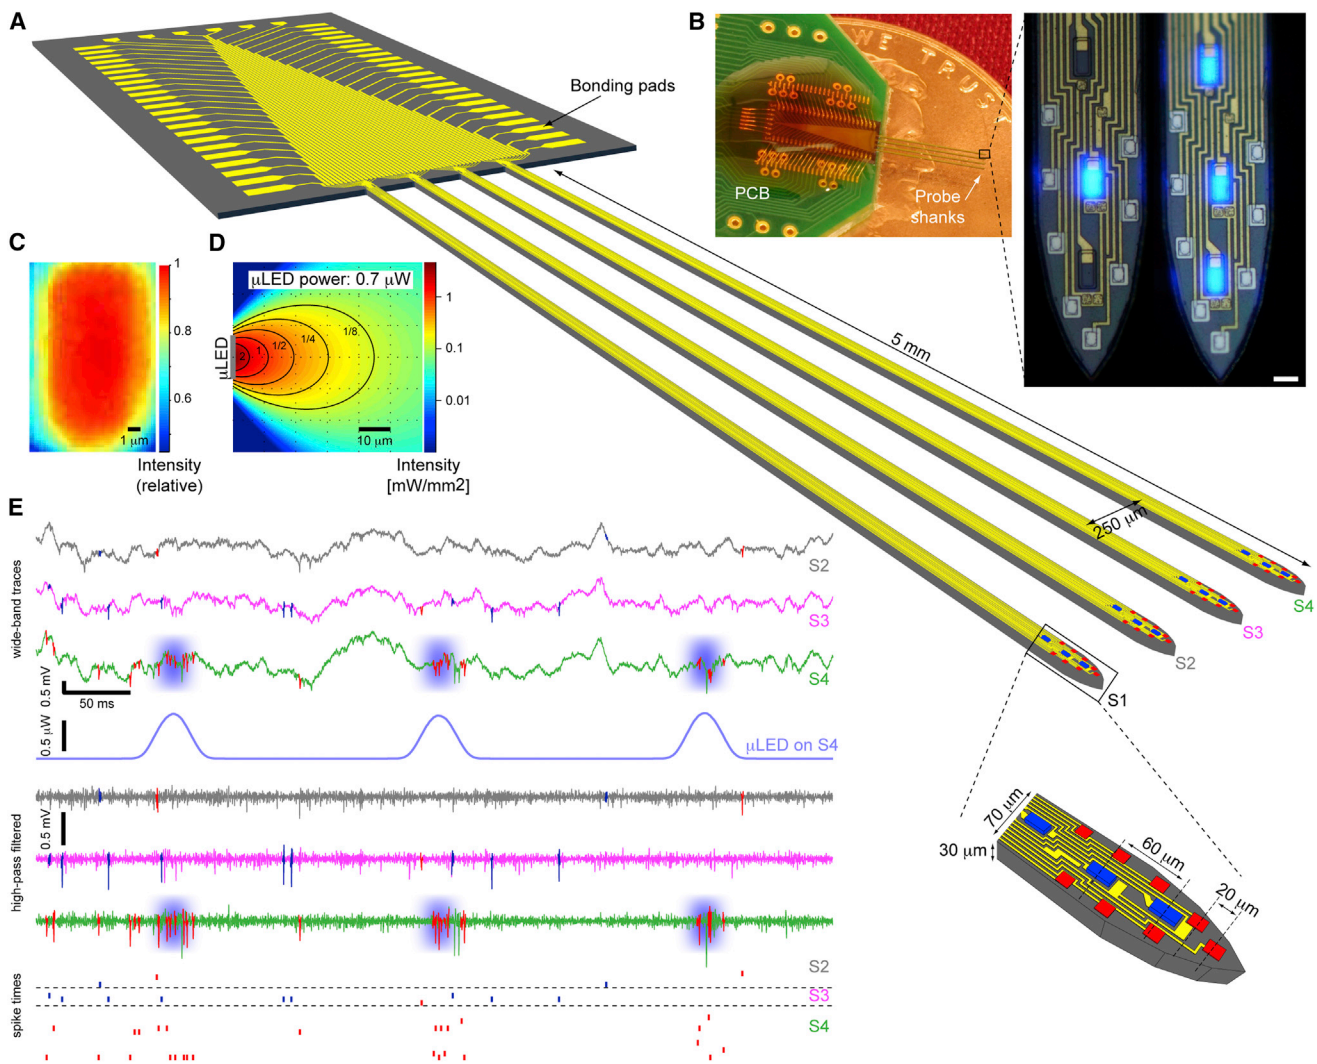 A
Bonding pads
B
WE TRUST
PCB
Probe
shanks
5 mm
250 μm
S4
S3
S2
S1
C
1
0.8
0.6
1 μm
Intensity
(relative)
D
μLED power: 0.7 μW
μLED
2
1
1/2
1/4
1/8
10 μm
1
0.1
0.01
Intensity
[mW/mm2]
E
wide-band traces
S2
S3
S4
0.5 mV
50 ms
0.5 μW
μLED on S4
high-pass filtered
0.5 mV
spike times
S2
S3
S4
70 μm
30 μm
60 μm
20 μm